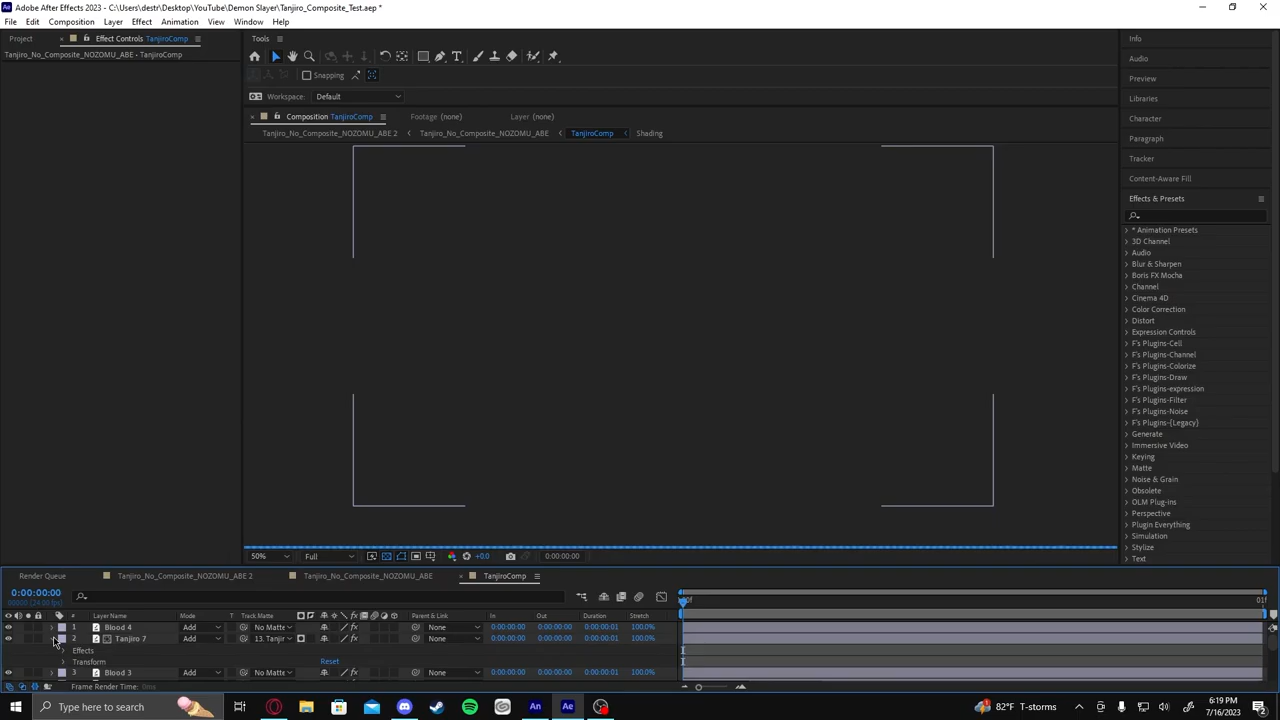 Adobe After Effects 2023 - C:\Users\destr\Desktop\YouTube\Demon Slayer\Tanjiro_Composite_Test.aep *
File Edit Composition Layer Effect Animation View Window Help
Project Effect Controls TanjiroComp
Tanjiro_No_Composite_NOZOMU_ABE • TanjiroComp
Tools
Snapping
Workspace: Default
Composition TanjiroComp Footage (none) Layer (none)
Tanjiro_No_Composite_NOZOMU_ABE 2 Tanjiro_No_Composite_NOZOMU_ABE TanjiroComp Shading
50% Full +0.0 0:00:00:00
Info
Audio
Preview
Libraries
Character
Paragraph
Tracker
Content-Aware Fill
Effects & Presets
* Animation Presets
3D Channel
Audio
Blur & Sharpen
Boris FX Mocha
Channel
Cinema 4D
Color Correction
Distort
Expression Controls
F's Plugins-Cell
F's Plugins-Channel
F's Plugins-Colorize
F's Plugins-Draw
F's Plugins-expression
F's Plugins-Filter
F's Plugins-Noise
F's Plugins-{Legacy}
Generate
Immersive Video
Keying
Matte
Noise & Grain
Obsolete
OLM Plug-ins
Perspective
Plugin Everything
Simulation
Stylize
Text
Render Queue Tanjiro_No_Composite_NOZOMU_ABE 2 Tanjiro_No_Composite_NOZOMU_ABE TanjiroComp
0:00:00:00
# Layer Name Mode T Track Matte Parent & Link In Out Duration Stretch
1 Blood 4 Add No Matte None 0:00:00:00 0:00:00:00 0:00:00:01 100.0%
2 Tanjiro 7 Add 13. Tanjir None 0:00:00:00 0:00:00:00 0:00:00:01 100.0%
Effects
Transform Reset
3 Blood 3 Add No Matte None 0:00:00:00 0:00:00:00 0:00:00:01 100.0%
Frame Render Time: 0ms
01f
Type here to search
82°F T-storms
6:19 PM
7/16/2023